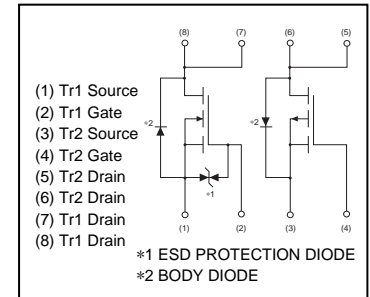 (8) (7) (6) (5)
(1) Tr1 Source
(2) Tr1 Gate
(3) Tr2 Source
(4) Tr2 Gate
(5) Tr2 Drain
(6) Tr2 Drain
(7) Tr1 Drain
(8) Tr1 Drain
∗2 ∗2
∗1
(1) (2) (3) (4)
∗1 ESD PROTECTION DIODE
∗2 BODY DIODE